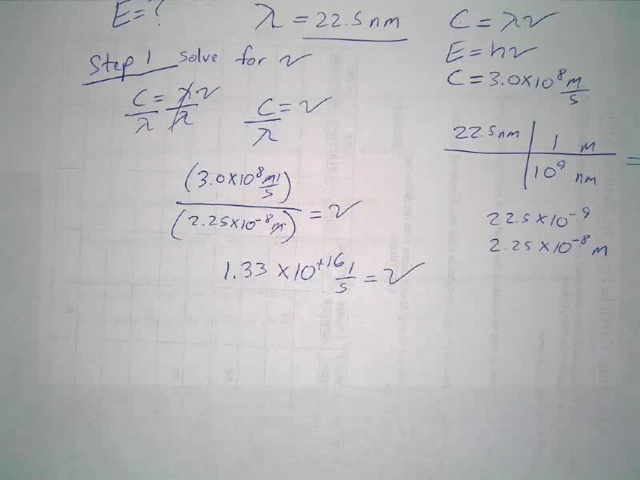 E=? λ = 22.5 nm C = λν
E = hν
Step 1 solve for ν
C = 3.0×10⁸ m/s
C/λ = λν/λ C/λ = ν
22.5 nm | 1 m =
10⁹ nm
(3.0×10⁸ m 1/s)/(2.25×10⁻⁸ m) = ν
22.5×10⁻⁹
2.25×10⁻⁸ m
1.33 ×10⁺¹⁶ 1/s = ν